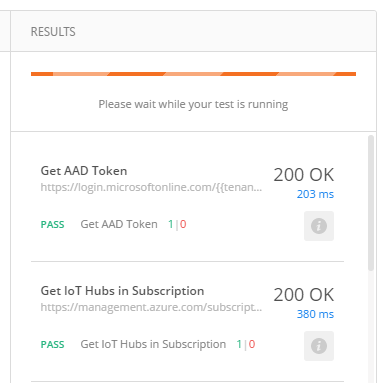 RESULTS
Please wait while your test is running
Get AAD Token
200 OK
https://login.microsoftonline.com/{{tenan...
203 ms
PASS Get AAD Token 1|0
Get IoT Hubs in Subscription
200 OK
https://management.azure.com/subscript...
380 ms
PASS Get IoT Hubs in Subscription 1|0